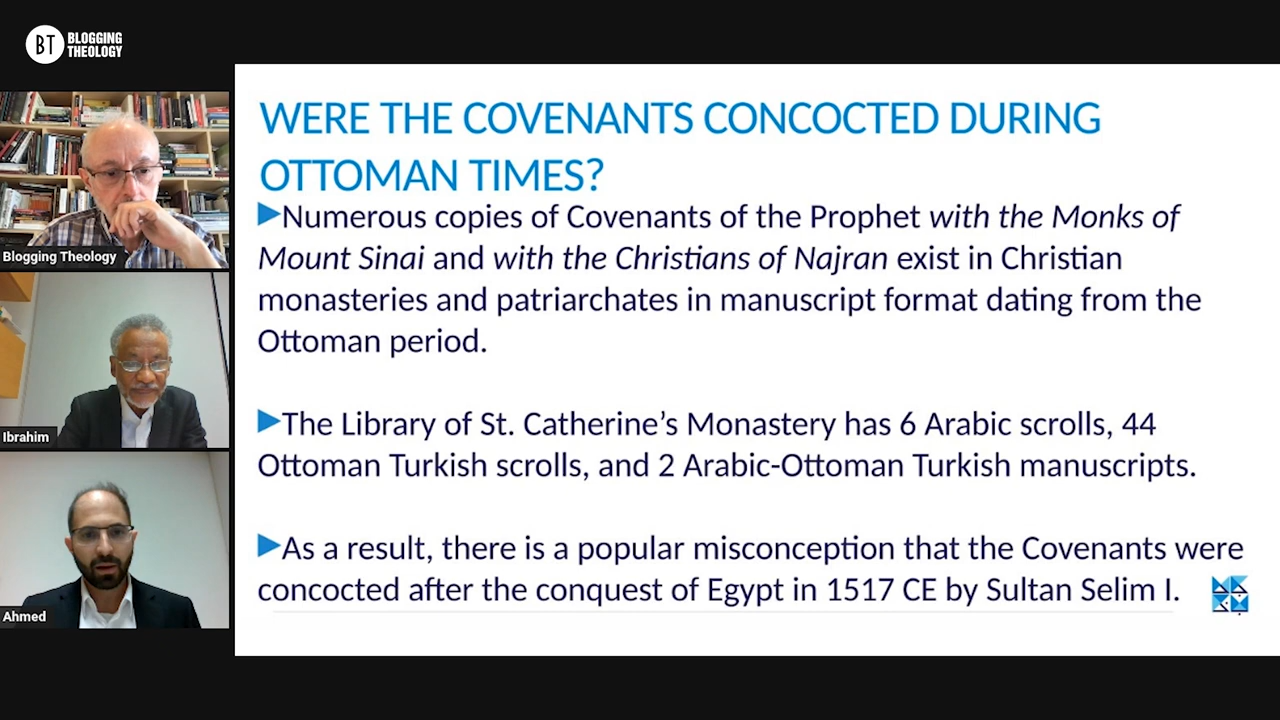 BT BLOGGING
THEOLOGY
Blogging Theology
Ibrahim
Ahmed
WERE THE COVENANTS CONCOCTED DURING
OTTOMAN TIMES?
►Numerous copies of Covenants of the Prophet with the Monks of
Mount Sinai and with the Christians of Najran exist in Christian
monasteries and patriarchates in manuscript format dating from the
Ottoman period.
►The Library of St. Catherine’s Monastery has 6 Arabic scrolls, 44
Ottoman Turkish scrolls, and 2 Arabic-Ottoman Turkish manuscripts.
►As a result, there is a popular misconception that the Covenants were
concocted after the conquest of Egypt in 1517 CE by Sultan Selim I.